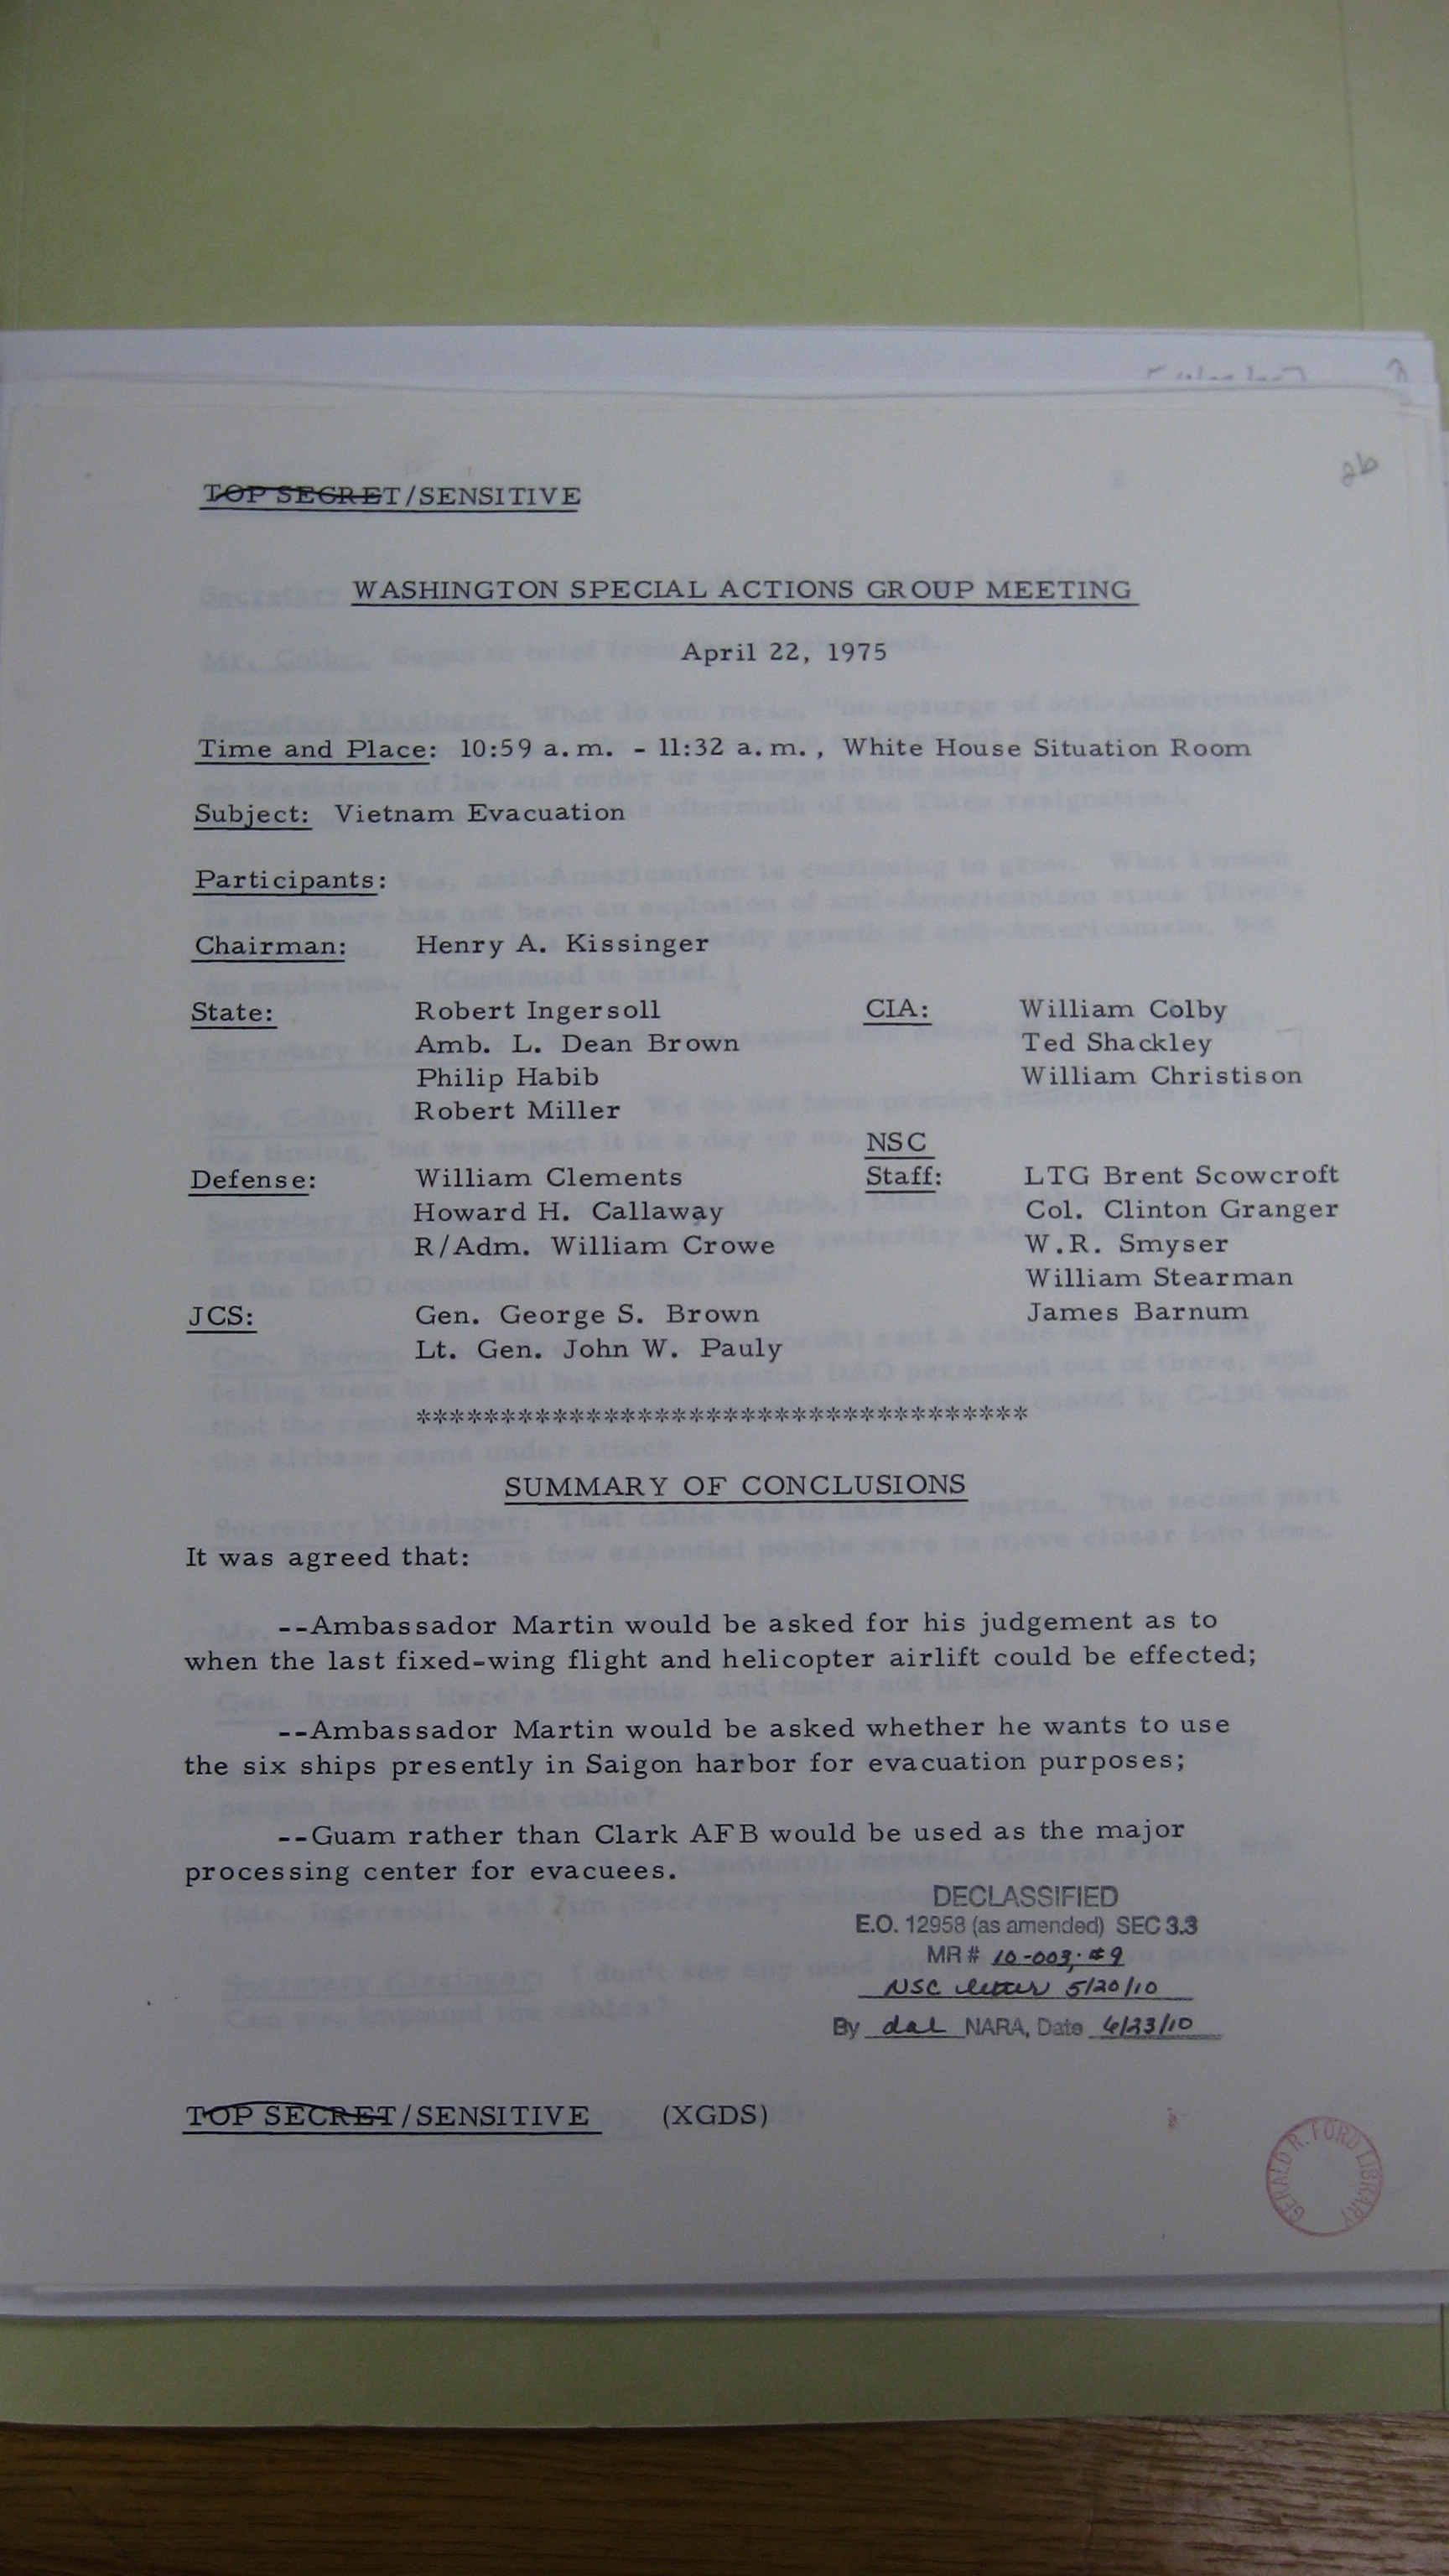 TOP SECRET/SENSITIVE
WASHINGTON SPECIAL ACTIONS GROUP MEETING
April 22, 1975
Time and Place: 10:59 a.m. - 11:32 a.m., White House Situation Room
Subject: Vietnam Evacuation
Participants:
Chairman: Henry A. Kissinger
State: Robert Ingersoll
Amb. L. Dean Brown
Philip Habib
Robert Miller
CIA: William Colby
Ted Shackley
William Christison
Defense: William Clements
Howard H. Callaway
R/Adm. William Crowe
NSC
Staff: LTG Brent Scowcroft
Col. Clinton Granger
W.R. Smyser
William Stearman
James Barnum
JCS: Gen. George S. Brown
Lt. Gen. John W. Pauly
************************************
SUMMARY OF CONCLUSIONS
It was agreed that:
--Ambassador Martin would be asked for his judgement as to
when the last fixed-wing flight and helicopter airlift could be effected;
--Ambassador Martin would be asked whether he wants to use
the six ships presently in Saigon harbor for evacuation purposes;
--Guam rather than Clark AFB would be used as the major
processing center for evacuees.
DECLASSIFIED
E.O. 12958 (as amended) SEC 3.3
MR # 10-003; #9
NSC letter 5/20/10
By dal NARA, Date 6/23/10
TOP SECRET/SENSITIVE (XGDS)
GERALD R. FORD LIBRARY